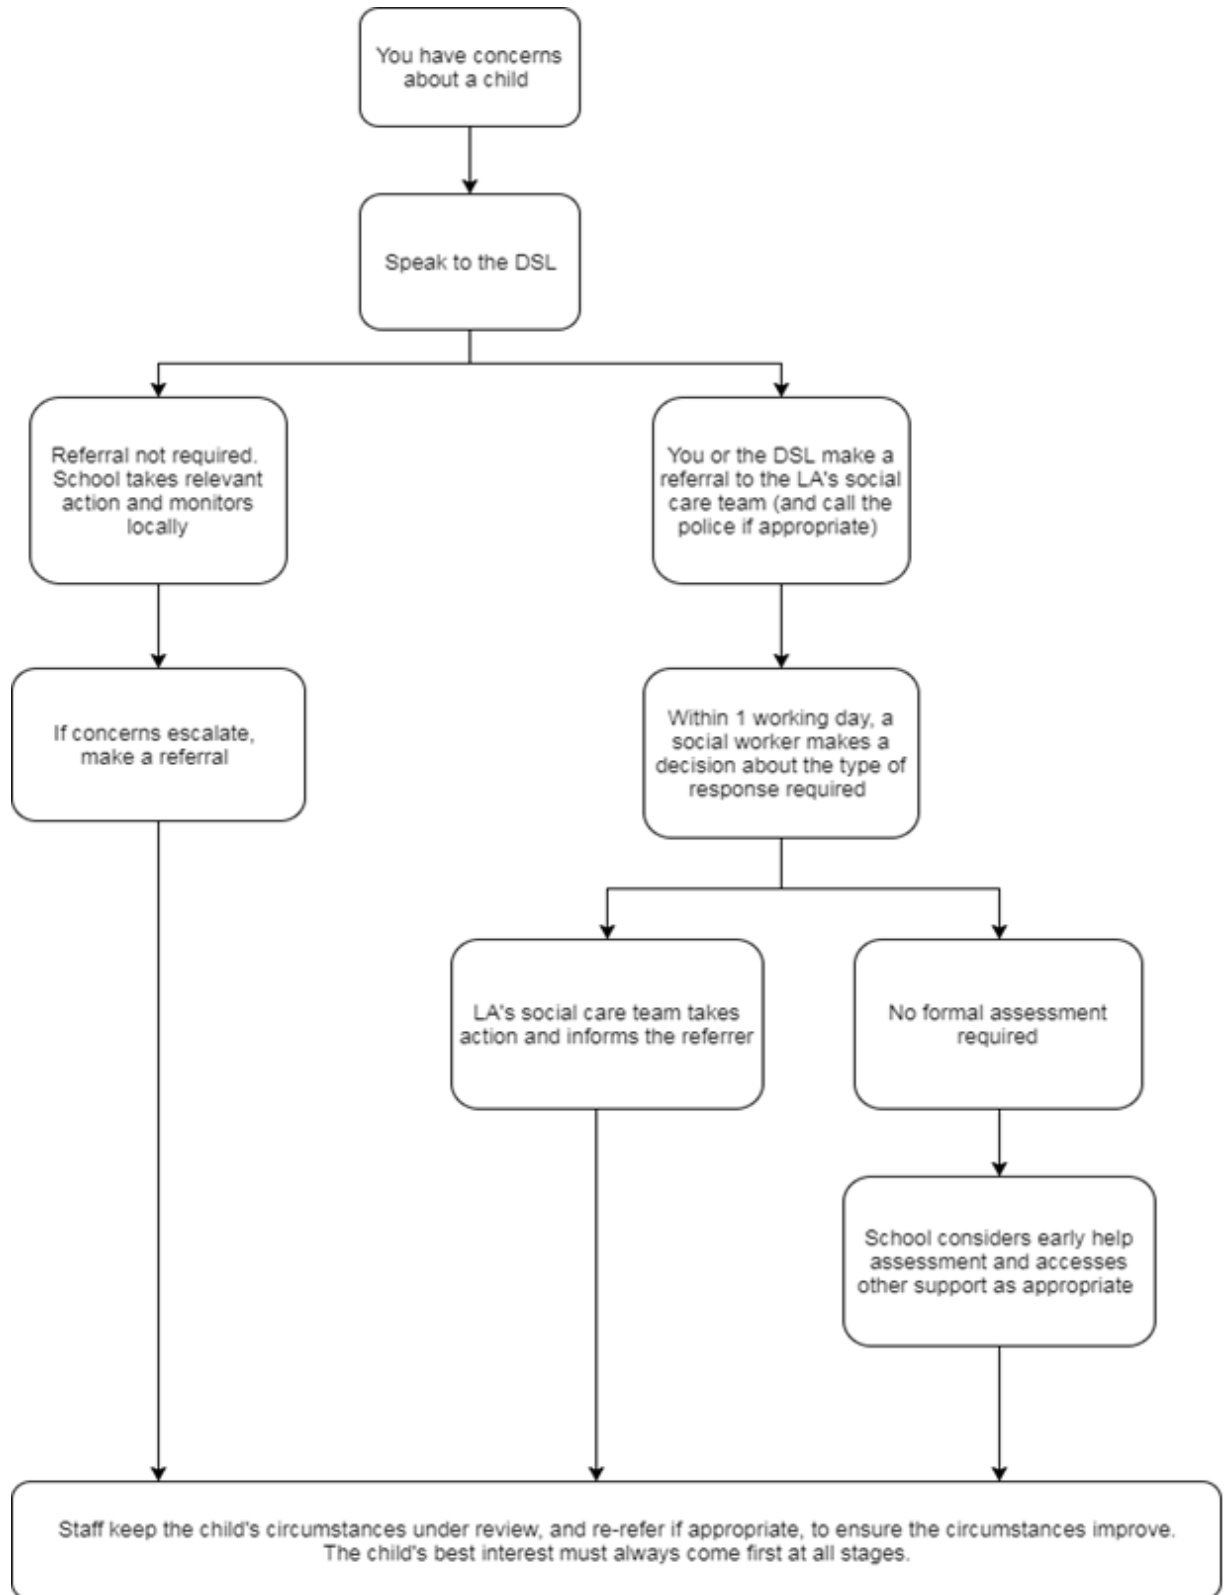 You have concerns
about a child
Speak to the DSL
Referral not required.
School takes relevant
action and monitors
locally
You or the DSL make a
referral to the LA's social
care team (and call the
police if appropriate)
If concerns escalate,
make a referral
Within 1 working day, a
social worker makes a
decision about the type of
response required
LA's social care team takes
action and informs the referrer
No formal assessment
required
School considers early help
assessment and accesses
other support as appropriate
Staff keep the child's circumstances under review, and re-refer if appropriate, to ensure the circumstances improve.
The child's best interest must always come first at all stages.